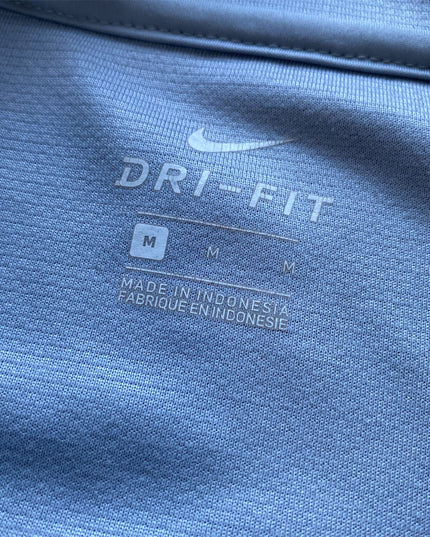 DRI-FIT
M M M
MADE IN INDONESIA
FABRIQUE EN INDONESIE